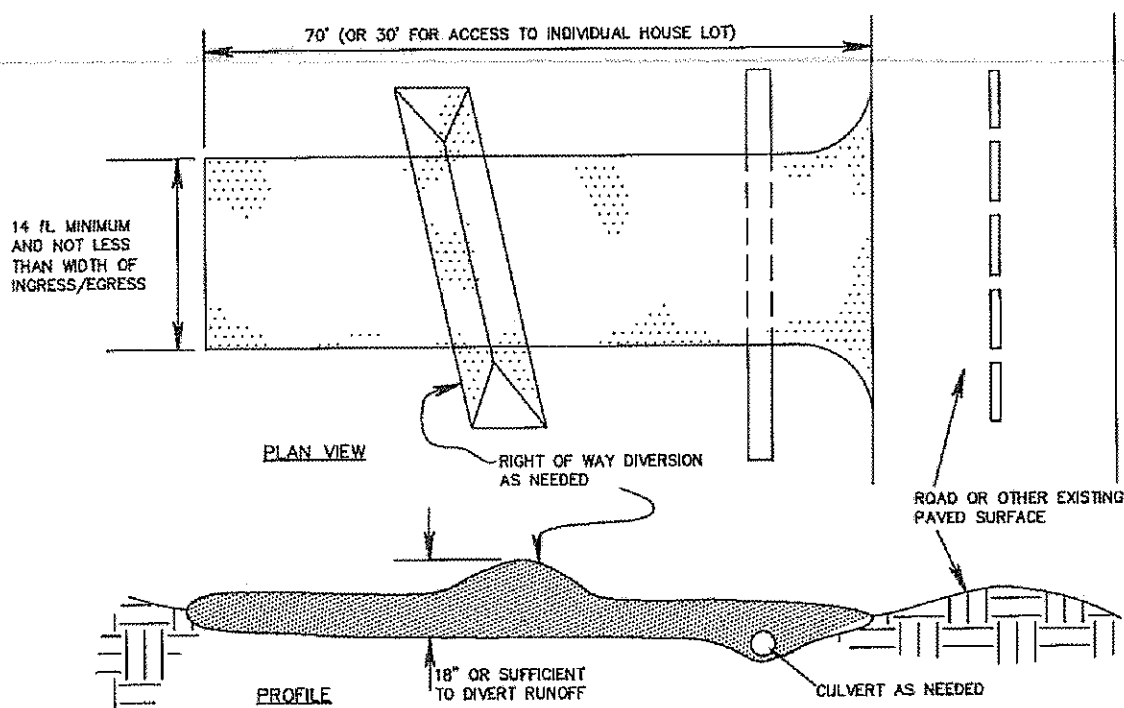 70' (OR 30' FOR ACCESS TO INDIVIDUAL HOUSE LOT)
14 ft. MINIMUM
AND NOT LESS
THAN WIDTH OF
INGRESS/EGRESS
PLAN VIEW
RIGHT OF WAY DIVERSION
AS NEEDED
ROAD OR OTHER EXISTING
PAVED SURFACE
18" OR SUFFICIENT
TO DIVERT RUNOFF
CULVERT AS NEEDED
PROFILE